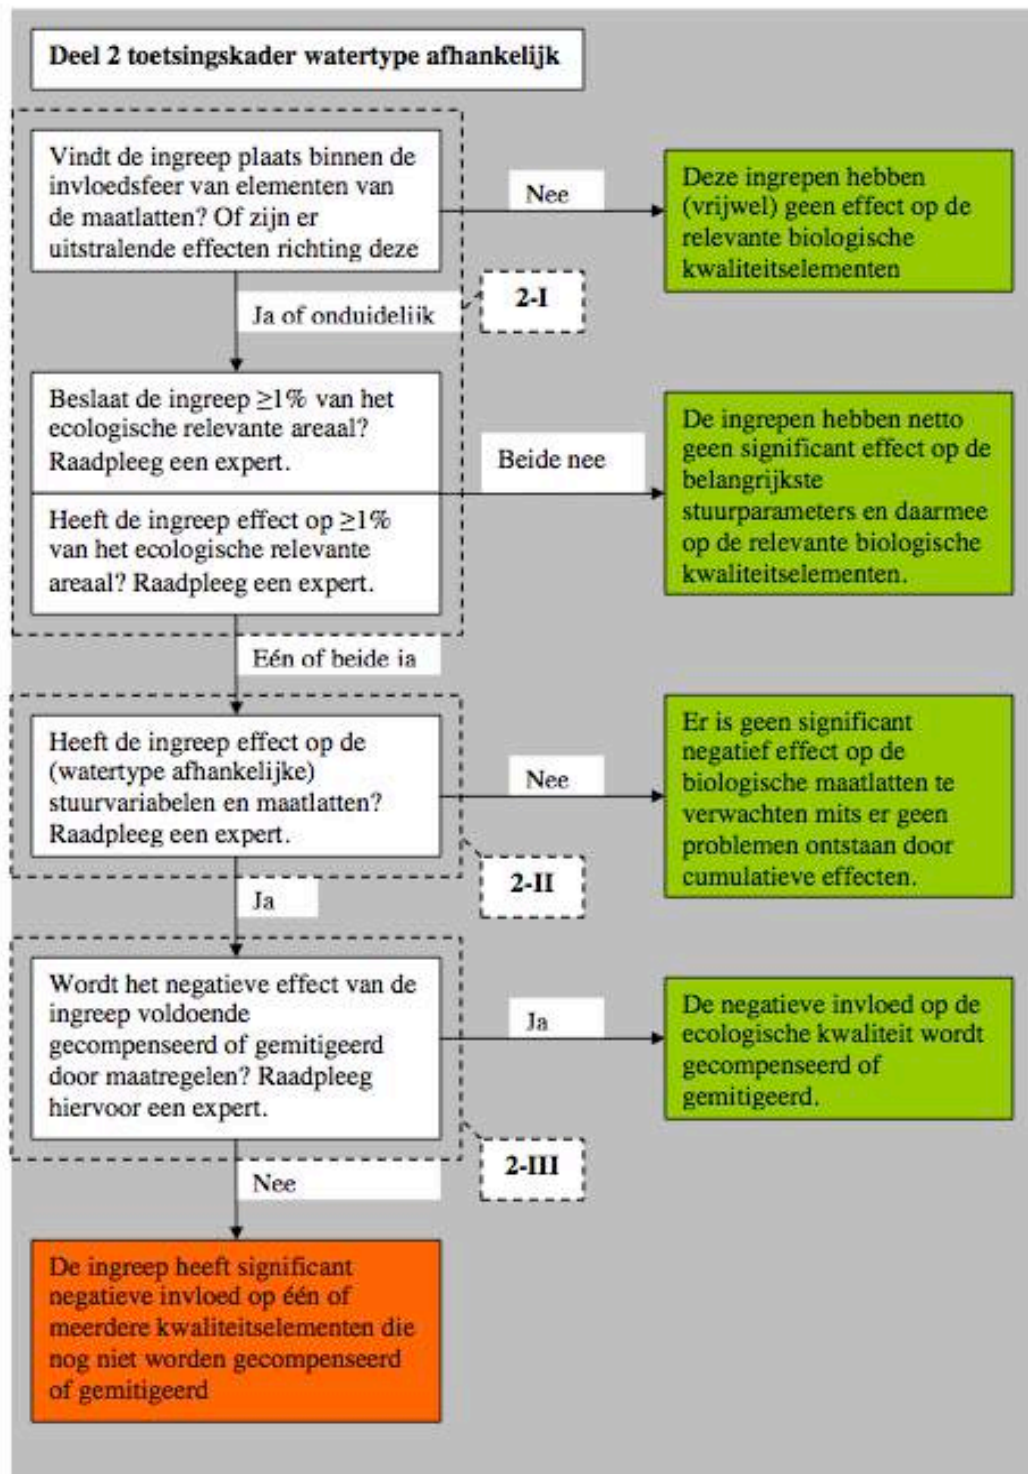 Deel 2 toetsingskader watertype afhankelijk
Vindt de ingreep plaats binnen de
invloedsfeer van elementen van
de maatlatten? Of zijn er
uitstralende effecten richting deze
Nee
Deze ingrepen hebben
(vrijwel) geen effect op de
relevante biologische
kwaliteitselementen
Ja of onduidelijk
2-I
Beslaat de ingreep ≥1% van het
ecologische relevante areaal?
Raadpleeg een expert.
Heeft de ingreep effect op ≥1%
van het ecologische relevante
areaal? Raadpleeg een expert.
Beide nee
De ingrepen hebben netto
geen significant effect op de
belangrijkste
stuurparameters en daarmee
op de relevante biologische
kwaliteitselementen.
Eén of beide ja
Heeft de ingreep effect op de
(watertype afhankelijke)
stuurvariabelen en maatlatten?
Raadpleeg een expert.
Nee
Er is geen significant
negatief effect op de
biologische maatlatten te
verwachten mits er geen
problemen ontstaan door
cumulatieve effecten.
2-II
Ja
Wordt het negatieve effect van de
ingreep voldoende
gecompenseerd of gemitigeerd
door maatregelen? Raadpleeg
hiervoor een expert.
Ja
De negatieve invloed op de
ecologische kwaliteit wordt
gecompenseerd of
gemitigeerd.
2-III
Nee
De ingreep heeft significant
negatieve invloed op één of
meerdere kwaliteitselementen die
nog niet worden gecompenseerd
of gemitigeerd